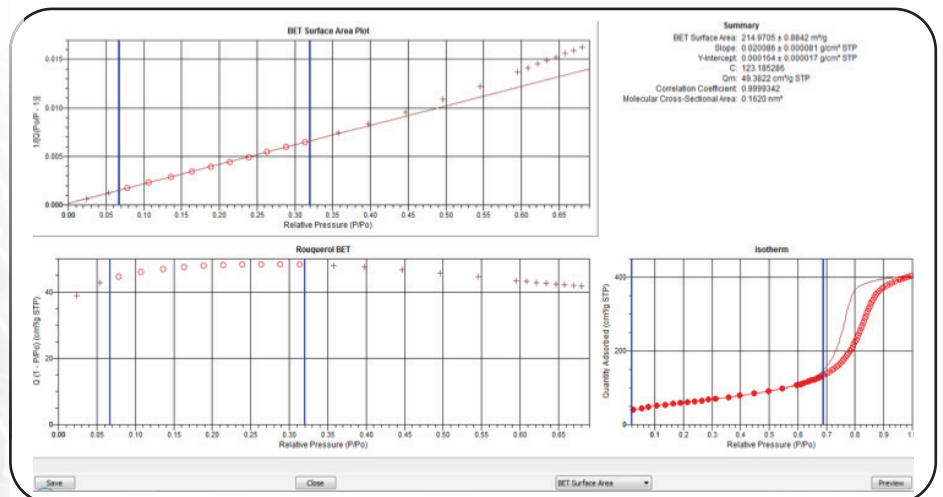 BET Surface Area Plot
1/[Q(Po/P - 1)]
0.015
0.010
0.005
0.000
0.00 0.05 0.10 0.15 0.20 0.25 0.30 0.35 0.40 0.45 0.50 0.55 0.60 0.65
Relative Pressure (P/Po)
Summary
BET Surface Area: 214.9705 ± 0.8842 m²/g
Slope: 0.020086 ± 0.000081 g/cm³ STP
Y-Intercept: 0.000164 ± 0.000017 g/cm³ STP
C: 123.185286
Qm: 49.3822 cm³/g STP
Correlation Coefficient: 0.9999342
Molecular Cross-Sectional Area: 0.1620 nm²
Rouquerol BET
Q (1 - P/Po) (cm³/g STP)
40
20
0
0.00 0.05 0.10 0.15 0.20 0.25 0.30 0.35 0.40 0.45 0.50 0.55 0.60 0.65
Relative Pressure (P/Po)
Isotherm
Quantity Adsorbed (cm³/g STP)
400
200
0
0.1 0.2 0.3 0.4 0.5 0.6 0.7 0.8 0.9
Relative Pressure (P/Po)
Save
Close
BET Surface Area
Preview